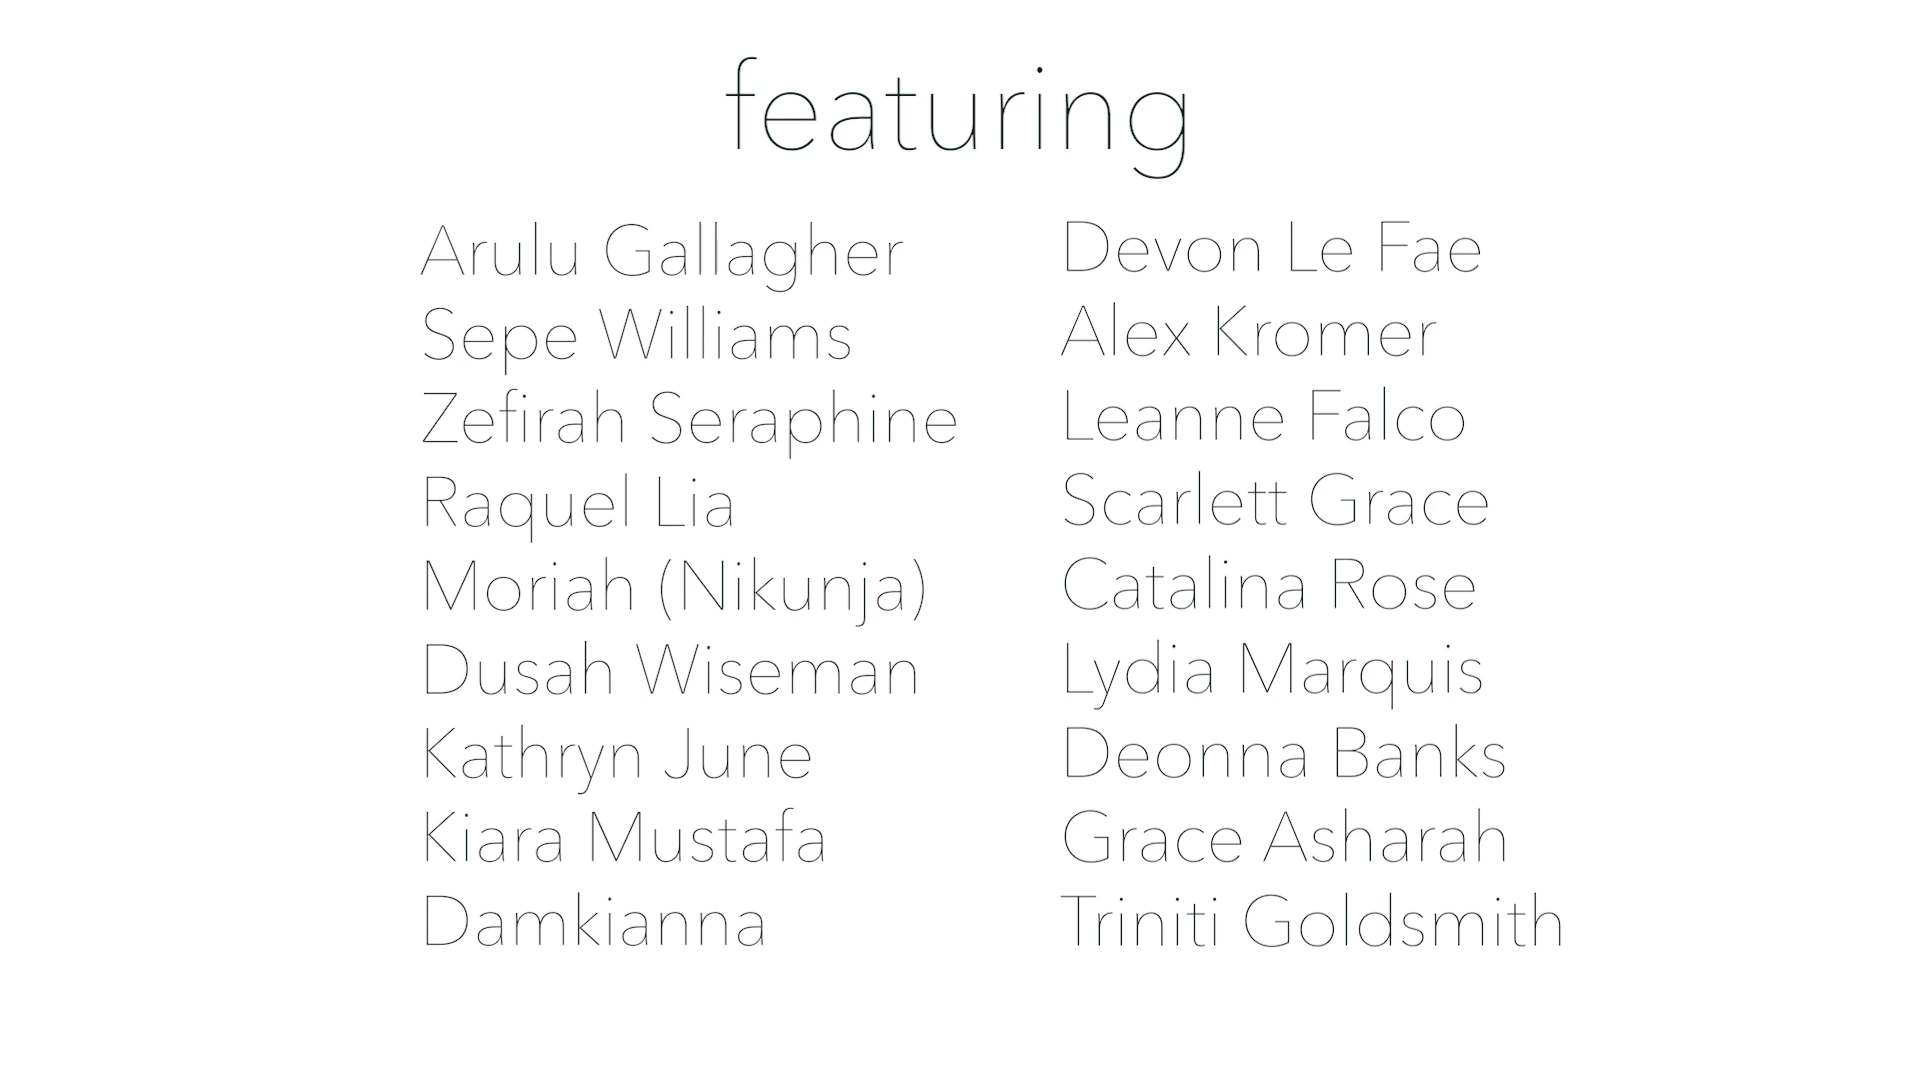 featuring
Arulu Gallagher
Sepe Williams
Zefirah Seraphine
Raquel Lia
Moriah (Nikunja)
Dusah Wiseman
Kathryn June
Kiara Mustafa
Damkianna
Devon Le Fae
Alex Kromer
Leanne Falco
Scarlett Grace
Catalina Rose
Lydia Marquis
Deonna Banks
Grace Asharah
Triniti Goldsmith